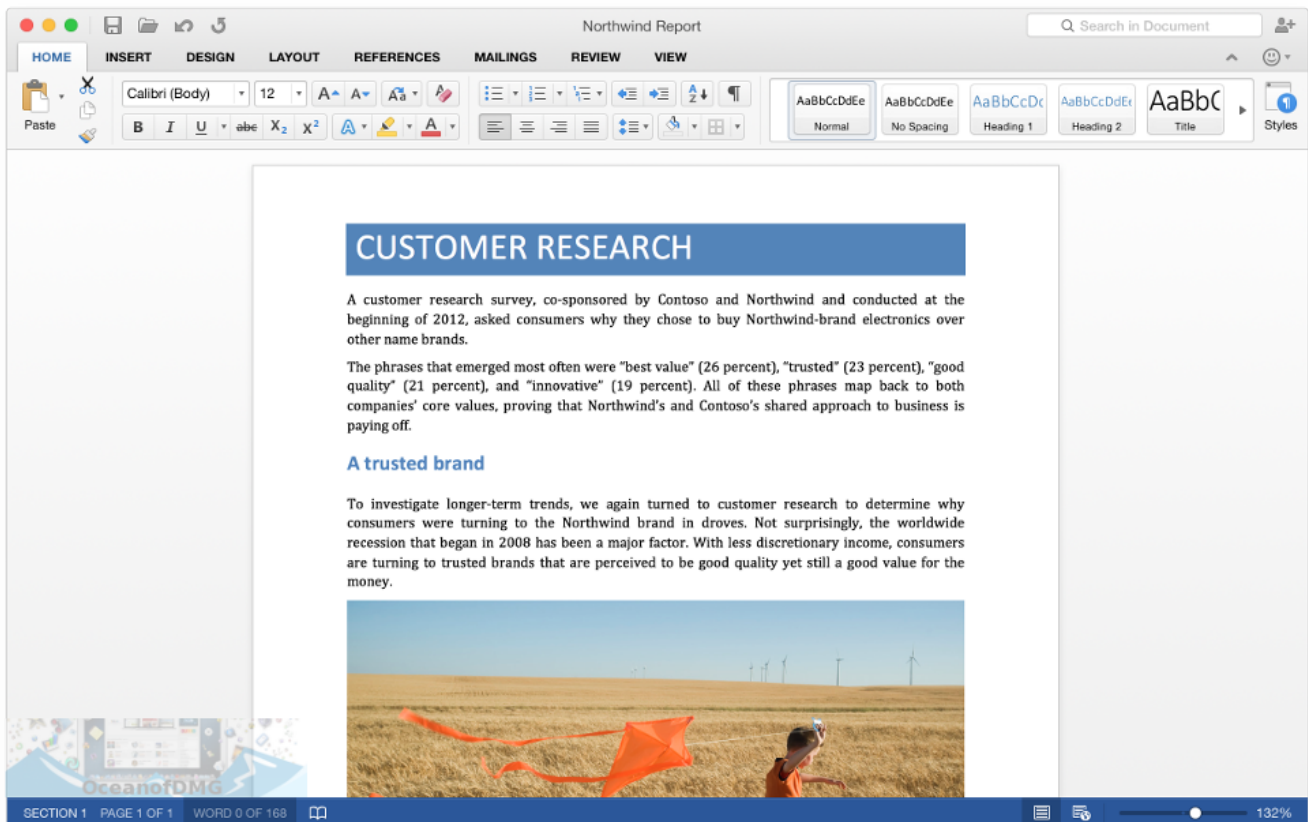 Northwind Report
Search in Document
HOME INSERT DESIGN LAYOUT REFERENCES MAILINGS REVIEW VIEW
Paste
Calibri (Body) 12
AaBbCcDdEe AaBbCcDdEe AaBbCcDc AaBbCcDdEe AaBbC
Normal No Spacing Heading 1 Heading 2 Title
Styles
B I U abc X2 X2 A A
CUSTOMER RESEARCH
A customer research survey, co-sponsored by Contoso and Northwind and conducted at the
beginning of 2012, asked consumers why they chose to buy Northwind-brand electronics over
other name brands.
The phrases that emerged most often were “best value” (26 percent), “trusted” (23 percent), “good
quality” (21 percent), and “innovative” (19 percent). All of these phrases map back to both
companies’ core values, proving that Northwind’s and Contoso’s shared approach to business is
paying off.
A trusted brand
To investigate longer-term trends, we again turned to customer research to determine why
consumers were turning to the Northwind brand in droves. Not surprisingly, the worldwide
recession that began in 2008 has been a major factor. With less discretionary income, consumers
are turning to trusted brands that are perceived to be good quality yet still a good value for the
money.
OceanofDMG
SECTION 1 PAGE 1 OF 1 WORD 0 OF 168 132%